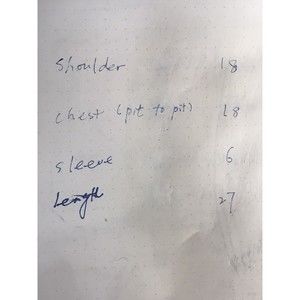 shoulder 18
chest (pit to pit) 18
sleeve 6
Length 27